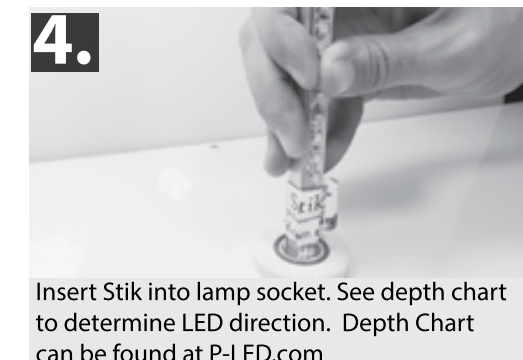 4.
Stik
Insert Stik into lamp socket. See depth chart
to determine LED direction.  Depth Chart
can be found at P-LED.com